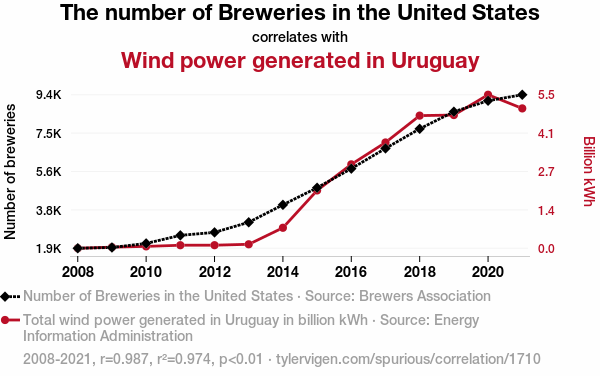 The number of Breweries in the United States
correlates with
Wind power generated in Uruguay
9.4K
7.5K
5.6K
3.8K
1.9K
Number of breweries
5.5
4.1
2.7
1.4
0.0
Billion kWh
2008 2010 2012 2014 2016 2018 2020
Number of Breweries in the United States · Source: Brewers Association
Total wind power generated in Uruguay in billion kWh · Source: Energy
Information Administration
2008-2021, r=0.987, r²=0.974, p<0.01 · tylervigen.com/spurious/correlation/1710